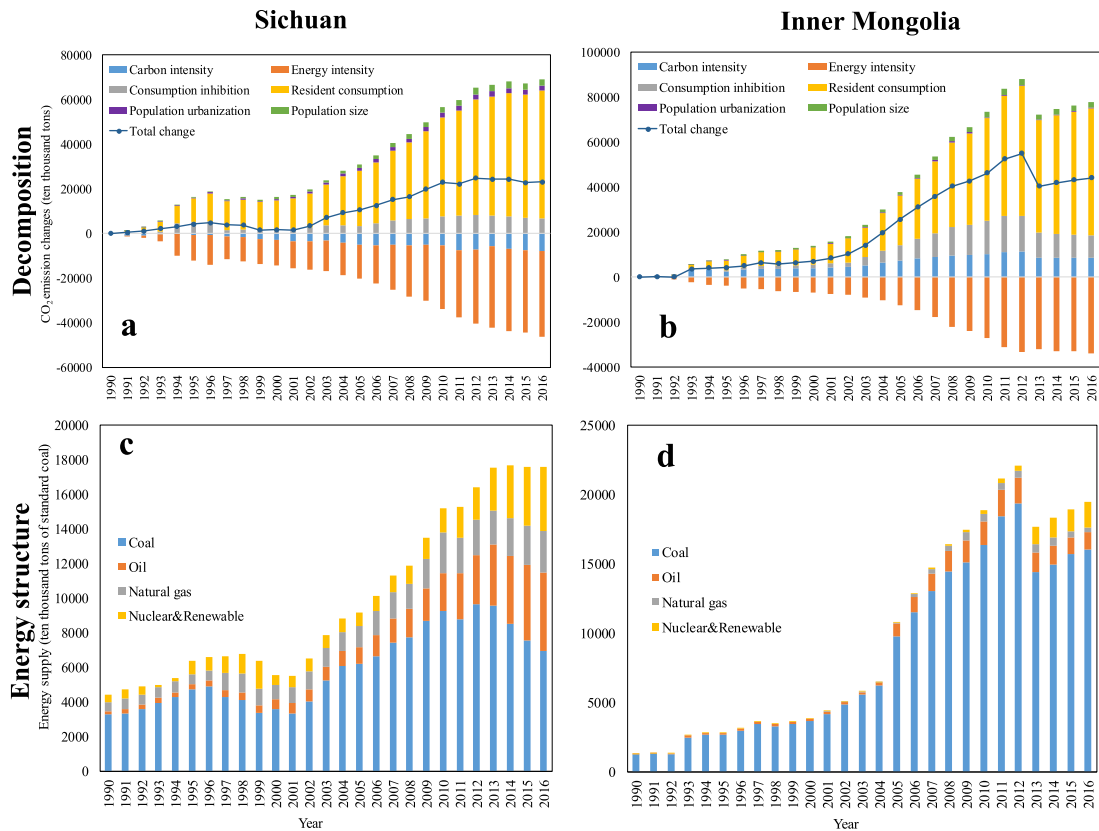 Sichuan
Inner Mongolia
Decomposition
CO2 emission changes (ten thousand tons)
80000
60000
40000
20000
0
-20000
-40000
-60000
Carbon intensity
Energy intensity
Consumption inhibition
Resident consumption
Population urbanization
Population size
Total change
a
1990 1991 1992 1993 1994 1995 1996 1997 1998 1999 2000 2001 2002 2003 2004 2005 2006 2007 2008 2009 2010 2011 2012 2013 2014 2015 2016
100000
80000
60000
40000
20000
0
-20000
-40000
Carbon intensity
Energy intensity
Consumption inhibition
Resident consumption
Population urbanization
Population size
Total change
b
1990 1991 1992 1993 1994 1995 1996 1997 1998 1999 2000 2001 2002 2003 2004 2005 2006 2007 2008 2009 2010 2011 2012 2013 2014 2015 2016
Energy structure
Energy supply (ten thousand tons of standard coal)
20000
18000
16000
14000
12000
10000
8000
6000
4000
2000
0
c
Coal
Oil
Natural gas
Nuclear&Renewable
1990 1991 1992 1993 1994 1995 1996 1997 1998 1999 2000 2001 2002 2003 2004 2005 2006 2007 2008 2009 2010 2011 2012 2013 2014 2015 2016
Year
25000
20000
15000
10000
5000
0
d
Coal
Oil
Natural gas
Nuclear&Renewable
1990 1991 1992 1993 1994 1995 1996 1997 1998 1999 2000 2001 2002 2003 2004 2005 2006 2007 2008 2009 2010 2011 2012 2013 2014 2015 2016
Year